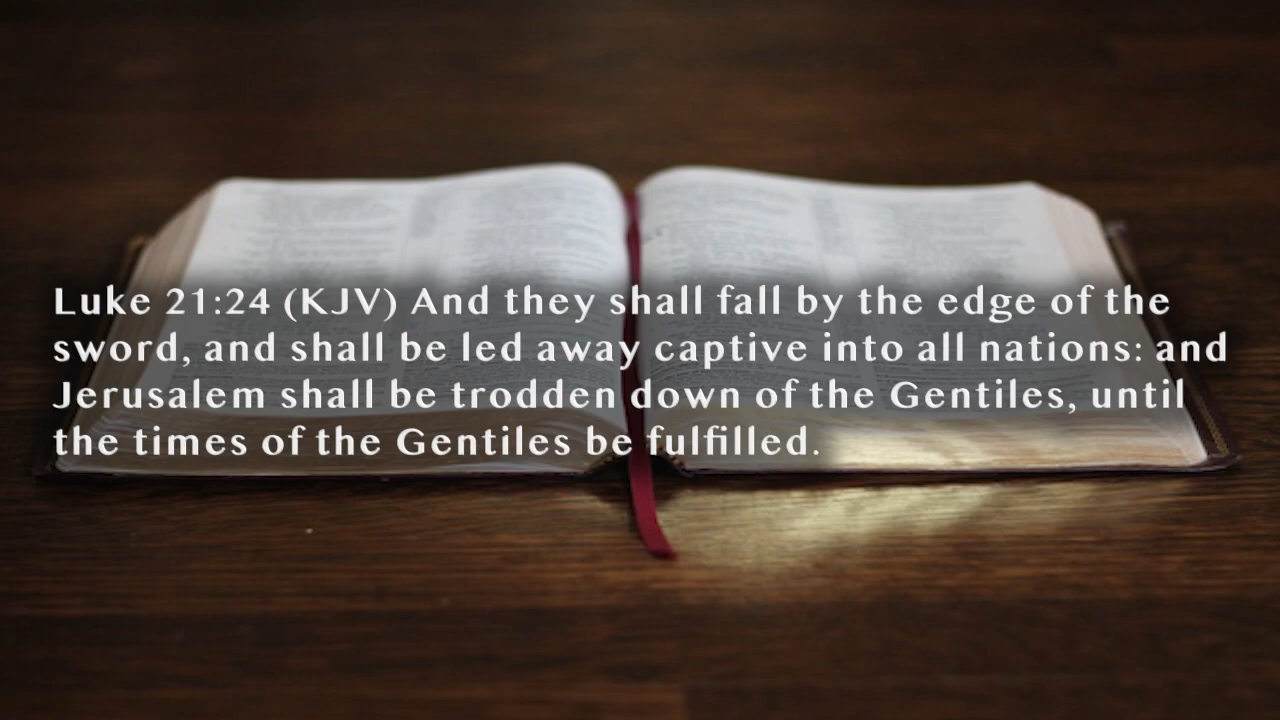 Luke 21:24 (KJV) And they shall fall by the edge of the
sword, and shall be led away captive into all nations: and
Jerusalem shall be trodden down of the Gentiles, until
the times of the Gentiles be fulfilled.